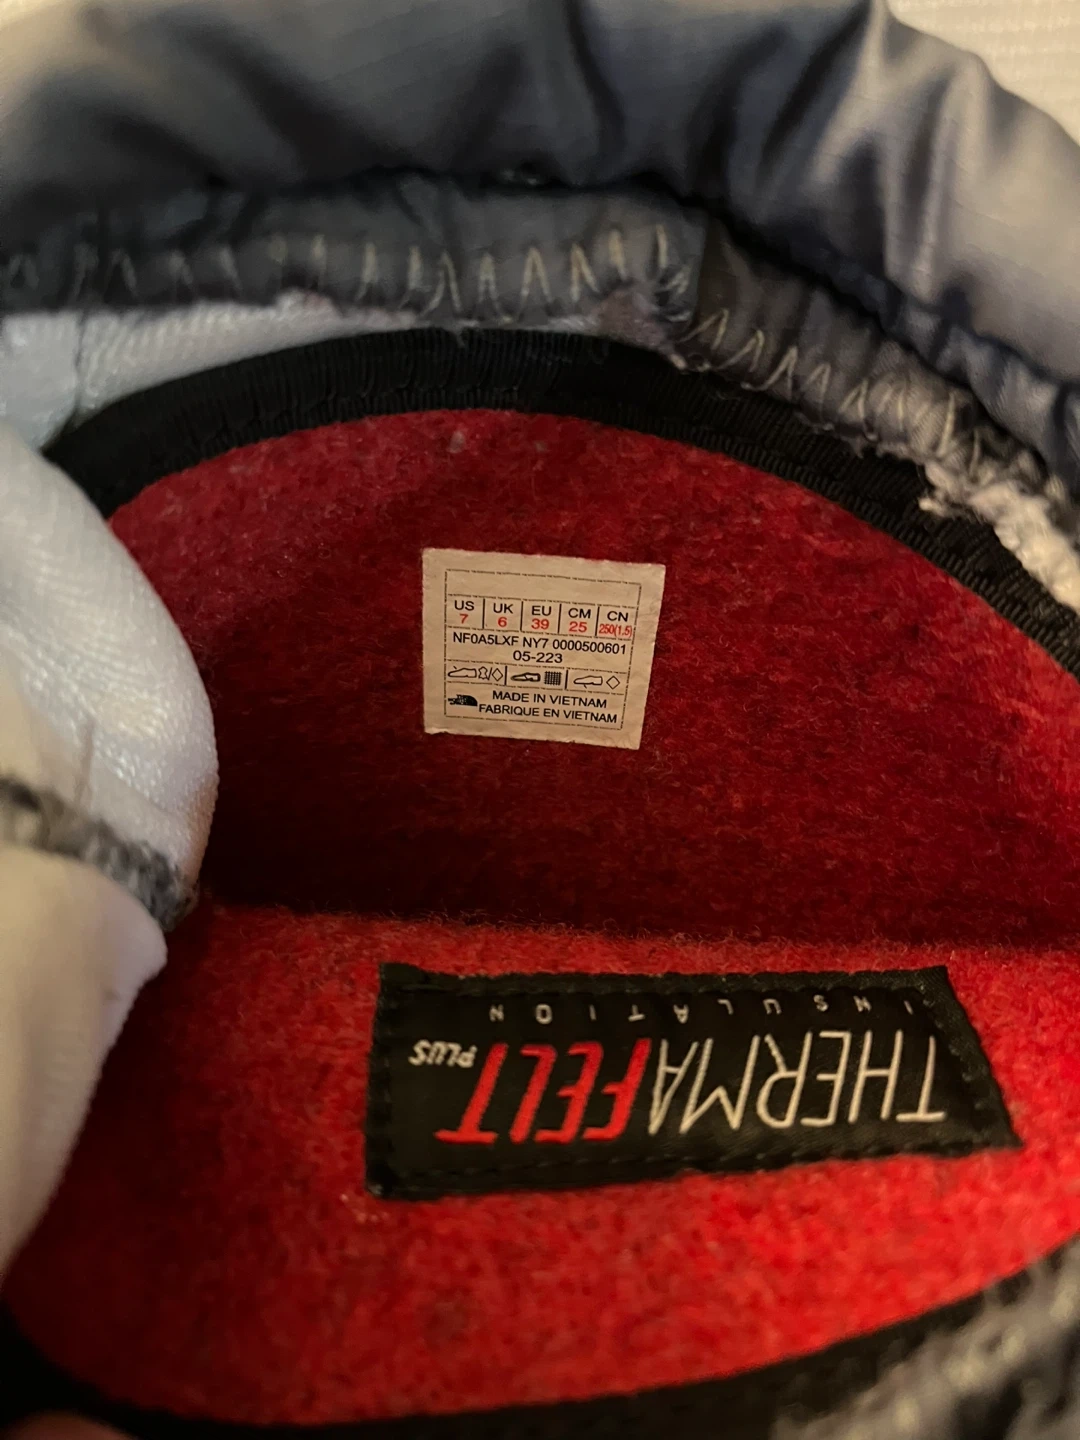 US UK EU CM CN
7 6 39 25 250(1.5)
NF0A5LXF NY7 0000500601
05-223
MADE IN VIETNAM
FABRIQUE EN VIETNAM
THERMAFELT PLUS
INSULATION